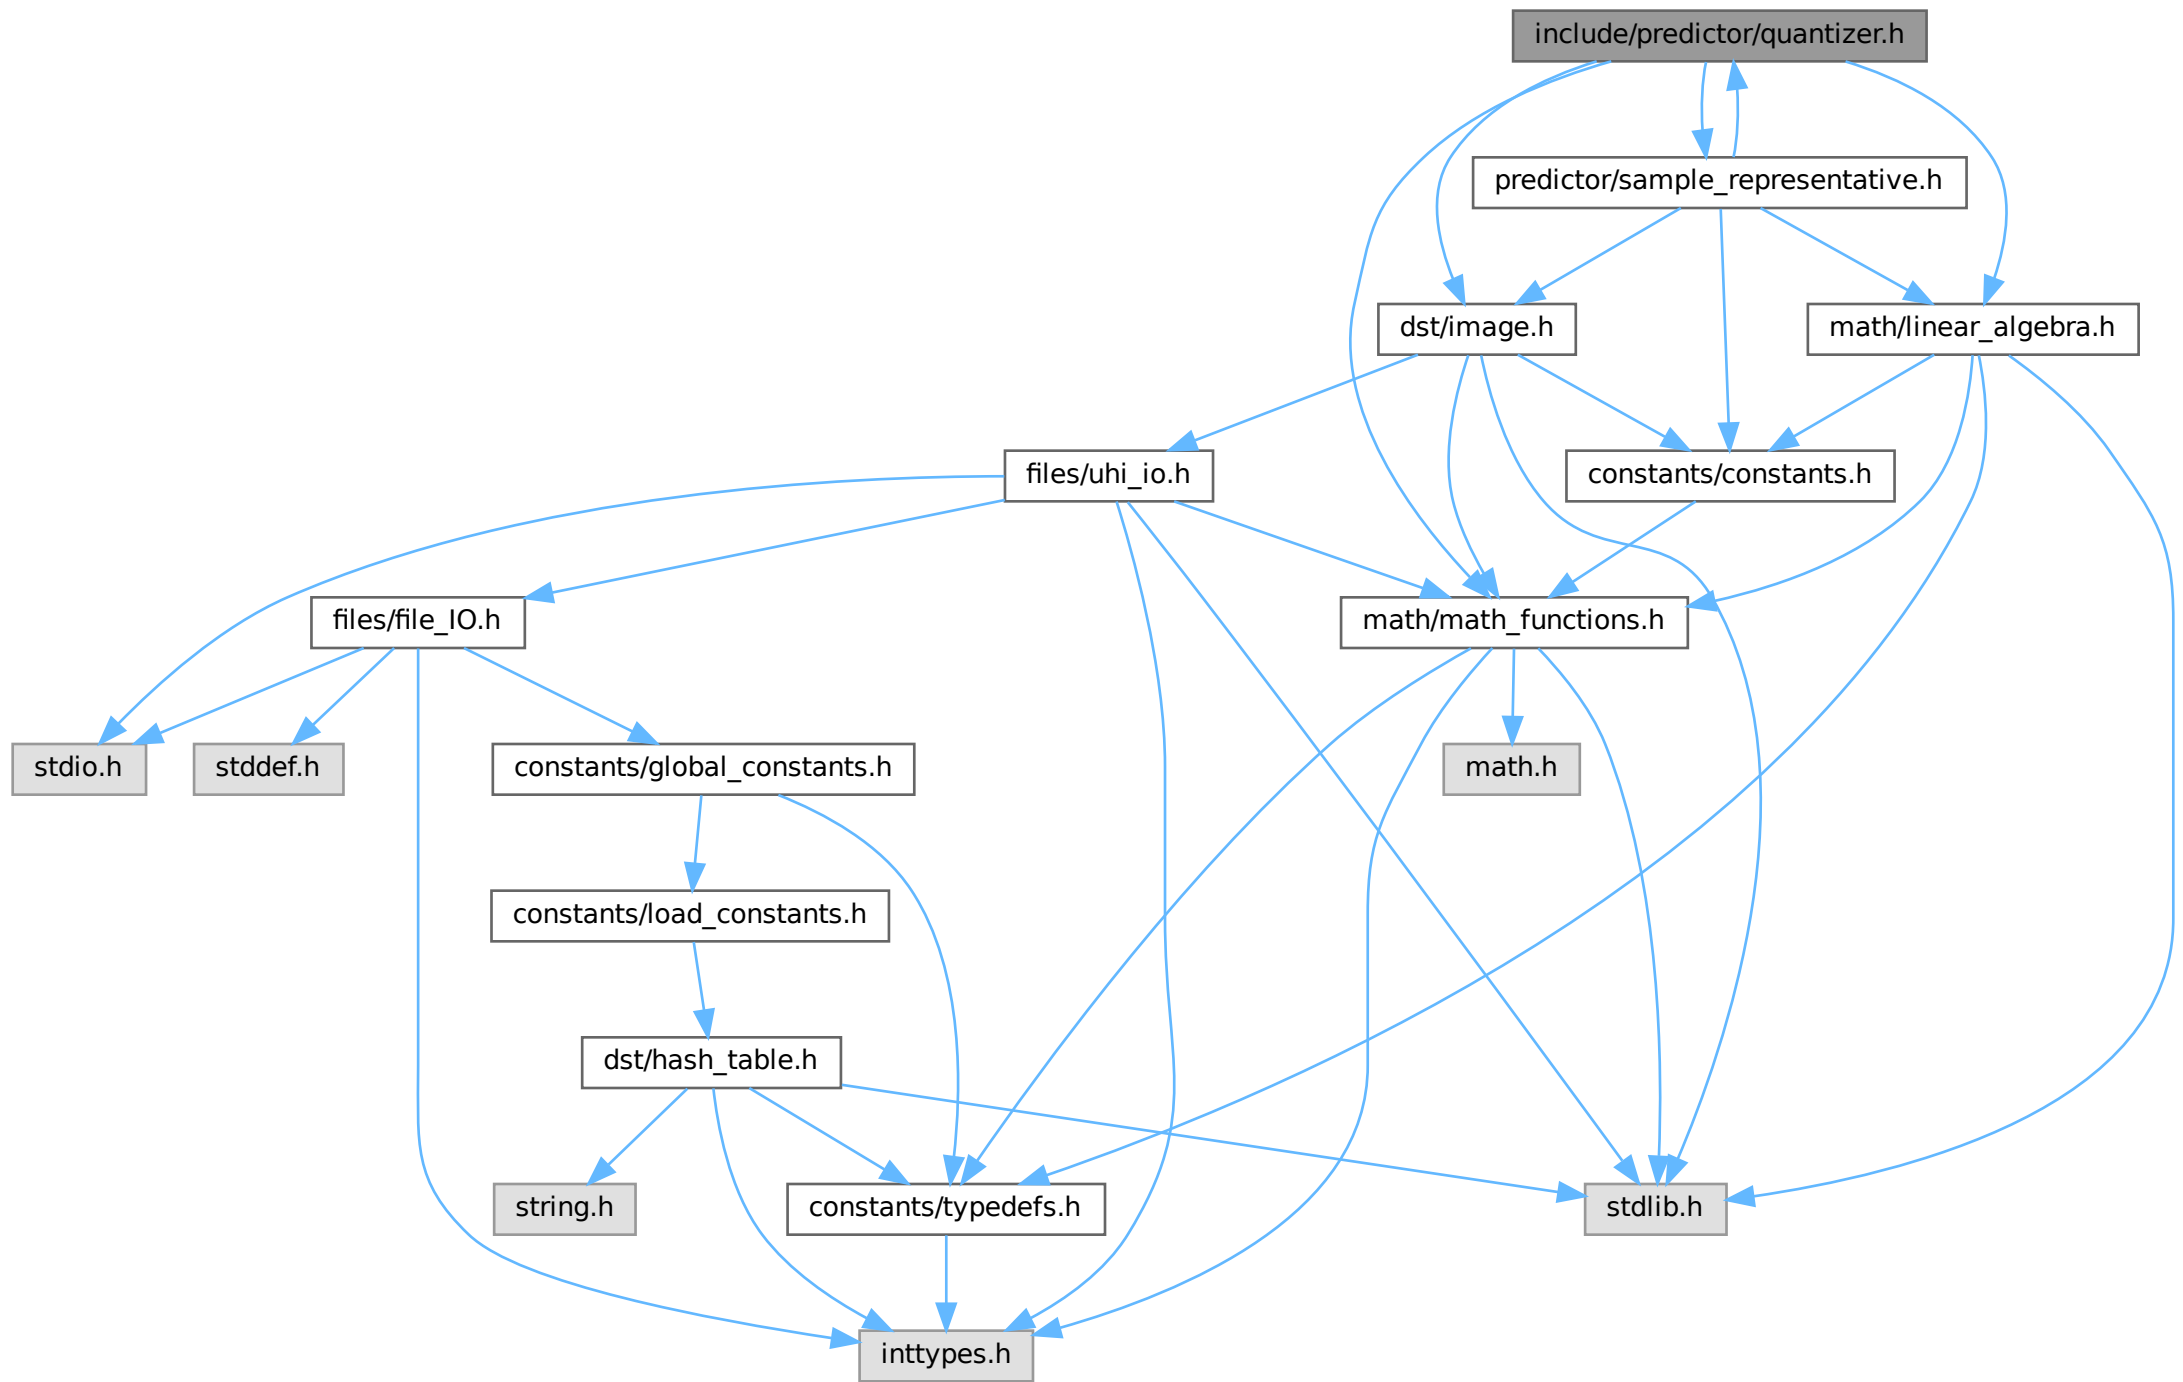 include/predictor/quantizer.h
predictor/sample_representative.h
dst/image.h
math/linear_algebra.h
files/uhi_io.h
constants/constants.h
files/file_IO.h
math/math_functions.h
stdio.h
stddef.h
constants/global_constants.h
math.h
constants/load_constants.h
dst/hash_table.h
string.h
constants/typedefs.h
stdlib.h
inttypes.h